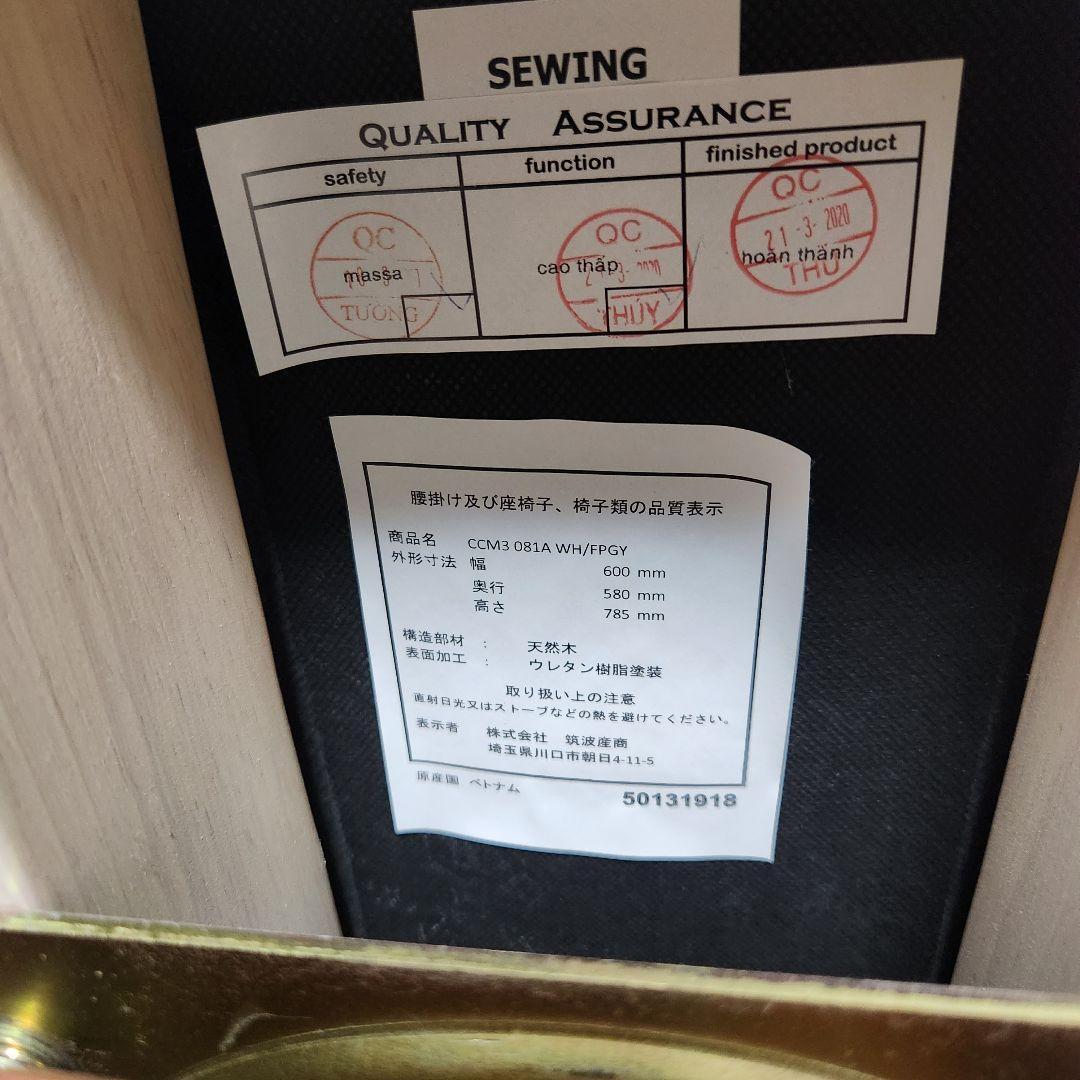 SEWING
QUALITY ASSURANCE
safety function finished product
QC
massa
TƯỜNG
QC
cao thấp
THÚY
QC
21-3-2020
hoàn thành
THU
腰掛け及び座椅子、椅子類の品質表示
商品名 CCM3 081A WH/FPGY
外形寸法 幅 600 mm
奥行 580 mm
高さ 785 mm
構造部材 : 天然木
表面加工 : ウレタン樹脂塗装
取り扱い上の注意
直射日光又はストーブなどの熱を避けてください。
表示者 株式会社 筑波産商
埼玉県川口市朝日4-11-5
原産国 ベトナム
50131918